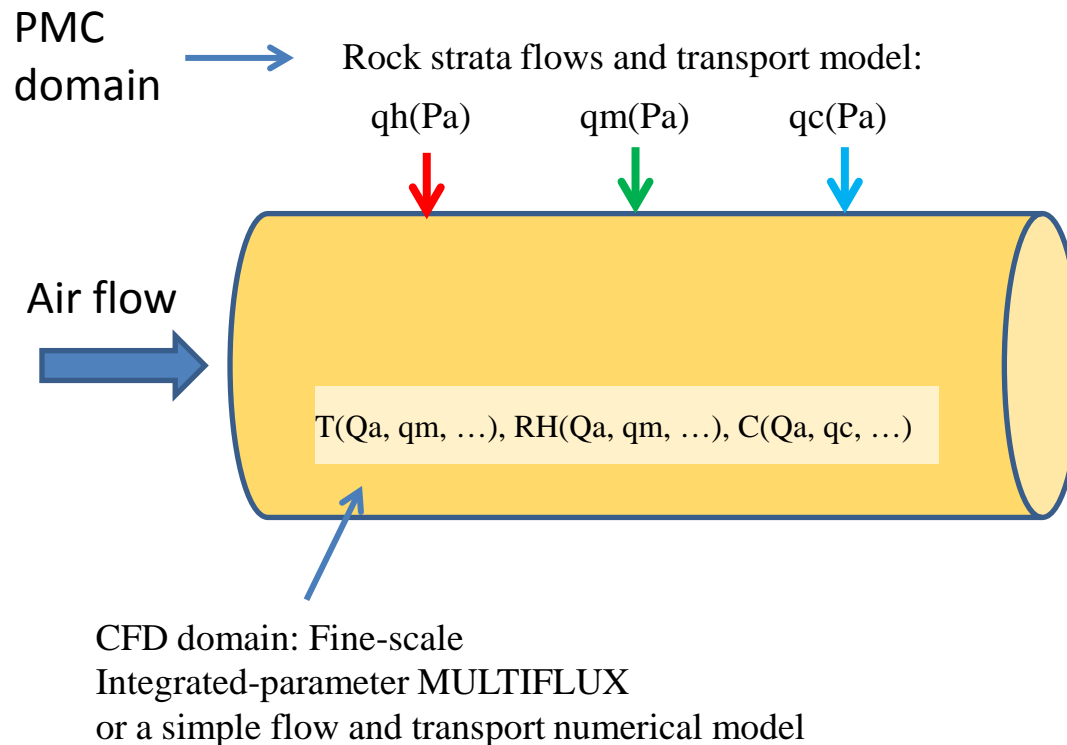 PMC
domain
Rock strata flows and transport model:
qh(Pa) qm(Pa) qc(Pa)
Air flow
T(Qa, qm, …), RH(Qa, qm, …), C(Qa, qc, …)
CFD domain: Fine-scale
Integrated-parameter MULTIFLUX
or a simple flow and transport numerical model